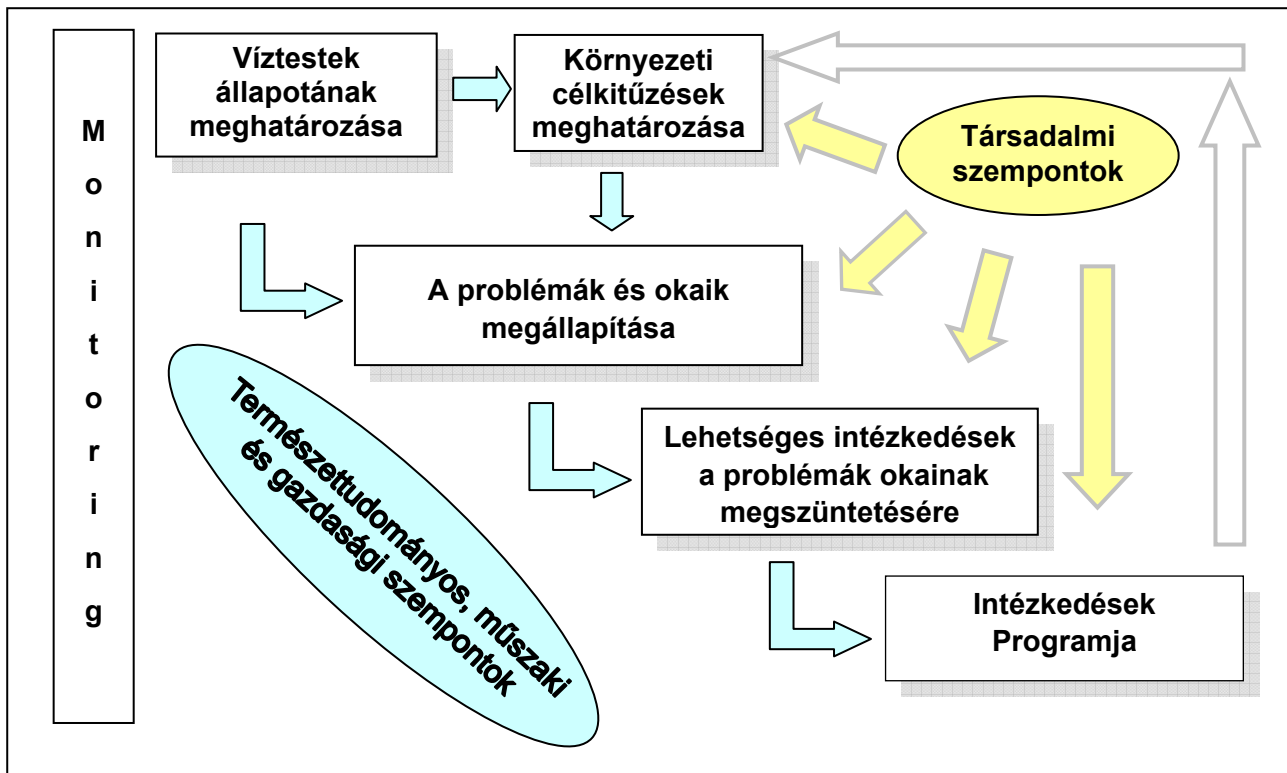 Monitoring
Víztestek
állapotának
meghatározása
Környezeti
célkitűzések
meghatározása
Társadalmi
szempontok
A problémák és okaik
megállapítása
Természettudományos, műszaki
és gazdasági szempontok
Lehetséges intézkedések
a problémák okainak
megszüntetésére
Intézkedések
Programja